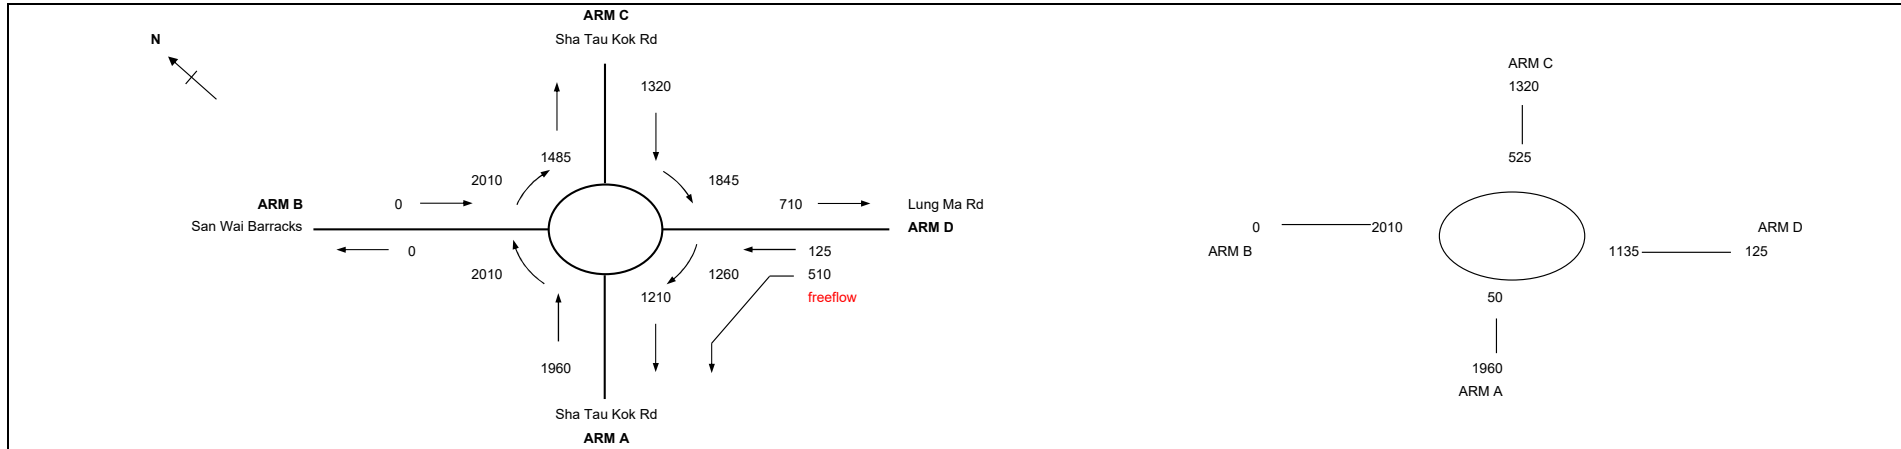 ARM C
Sha Tau Kok Rd
N
1320
1485
2010
1845
ARM B
0
710
Lung Ma Rd
San Wai Barracks
ARM D
0
125
2010
1260
510
1210
freeflow
1960
Sha Tau Kok Rd
ARM A
ARM C
1320
525
0
2010
ARM D
ARM B
1135
125
50
1960
ARM A